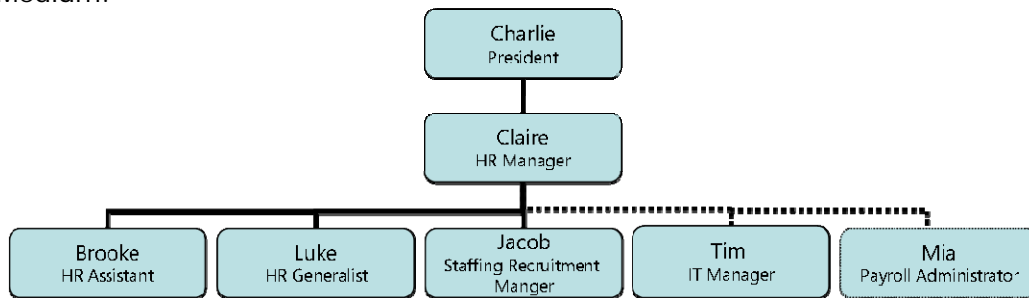 Charlie
President
Claire
HR Manager
Brooke
HR Assistant
Luke
HR Generalist
Jacob
Staffing Recruitment
Manger
Tim
IT Manager
Mia
Payroll Administrator